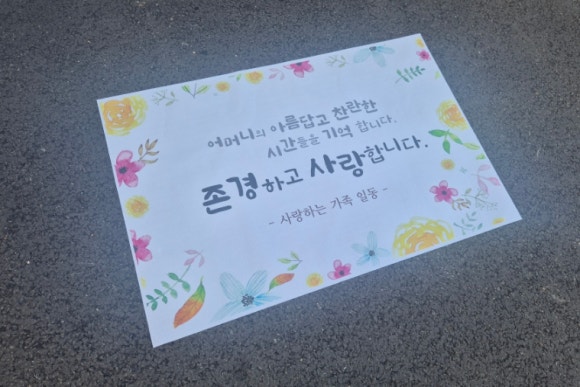 어머니의 아름답고 찬란한
시간들을 기억 합니다.
존경하고 사랑합니다.
- 사랑하는 가족 일동 -